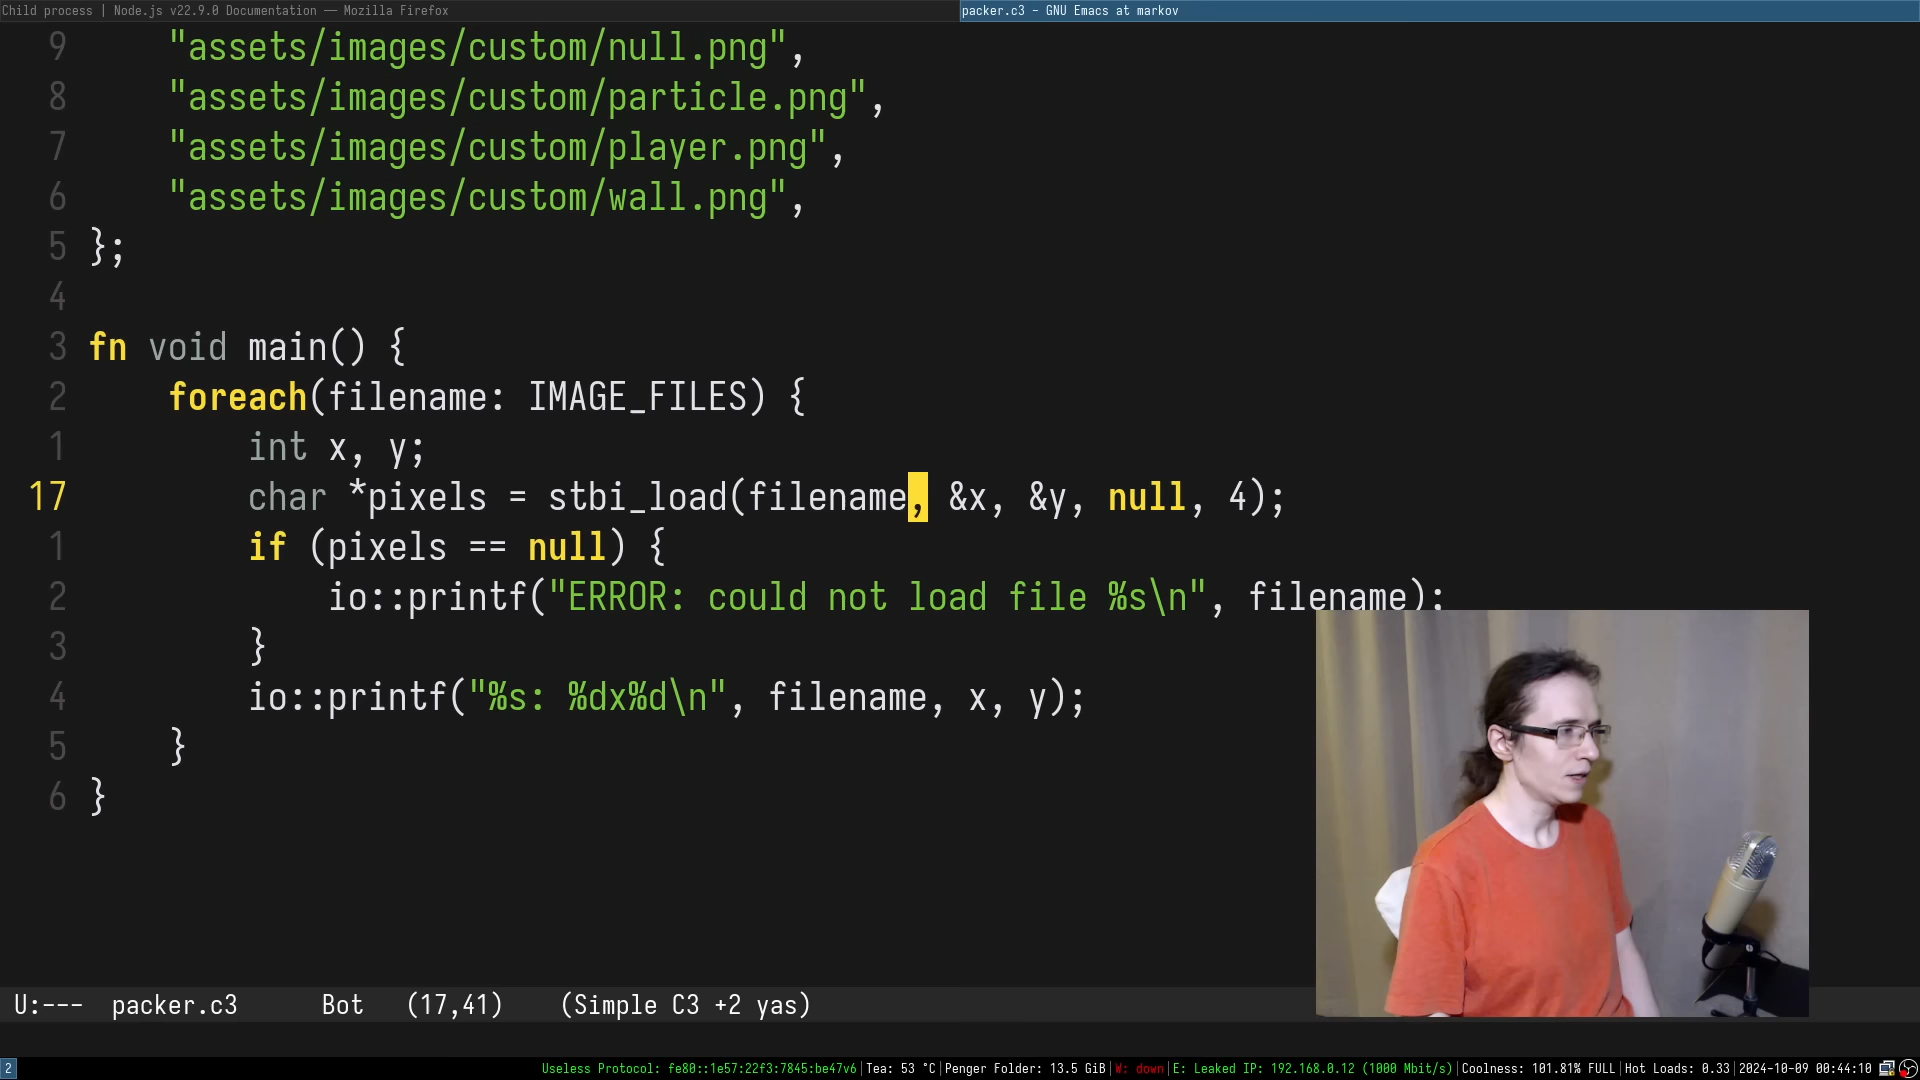 Child process | Node.js v22.9.0 Documentation — Mozilla Firefox
packer.c3 - GNU Emacs at markov
9 "assets/images/custom/null.png",
8 "assets/images/custom/particle.png",
7 "assets/images/custom/player.png",
6 "assets/images/custom/wall.png",
5 };
4
3 fn void main() {
2 foreach(filename: IMAGE_FILES) {
1 int x, y;
17 char *pixels = stbi_load(filename, &x, &y, null, 4);
1 if (pixels == null) {
2 io::printf("ERROR: could not load file %s\n", filename);
3 }
4 io::printf("%s: %dx%d\n", filename, x, y);
5 }
6 }
U:--- packer.c3 Bot (17,41) (Simple C3 +2 yas)
2 Useless Protocol: fe80::1e57:22f3:7845:be47v6|Tea: 53 °C|Penger Folder: 13.5 GiB|W: down|E: Leaked IP: 192.168.0.12 (1000 Mbit/s)|Coolness: 101.81% FULL|Hot Loads: 0.33|2024-10-09 00:44:10